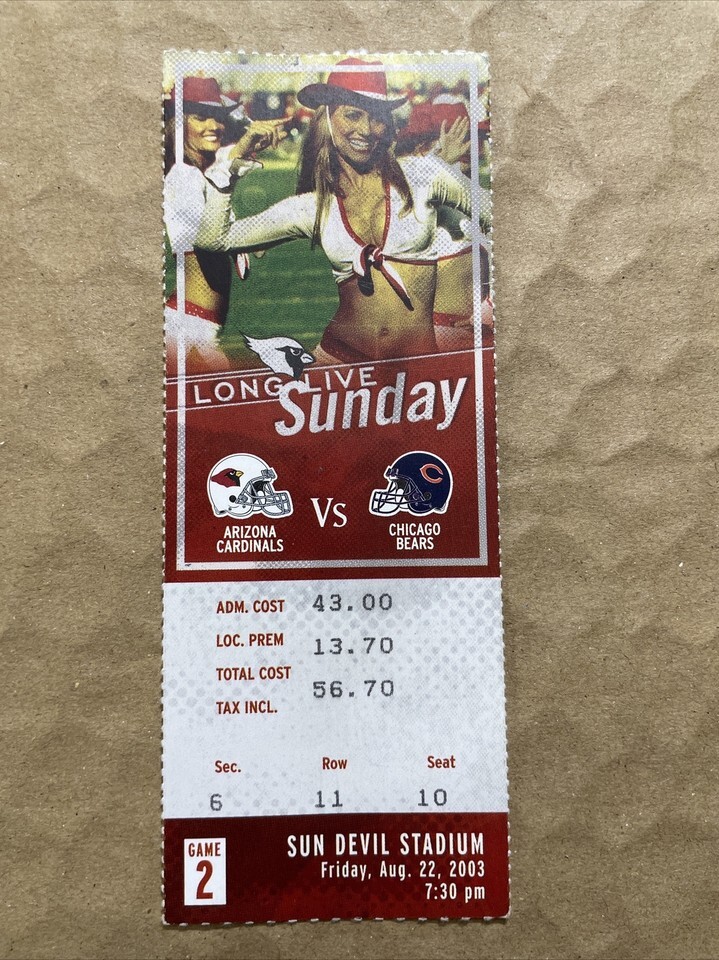 LONG LIVE
Sunday
ARIZONA
CARDINALS
Vs
CHICAGO
BEARS
ADM. COST 43.00
LOC. PREM 13.70
TOTAL COST 56.70
TAX INCL.
Sec. Row Seat
6 11 10
GAME
2
SUN DEVIL STADIUM
Friday, Aug. 22, 2003
7:30 pm